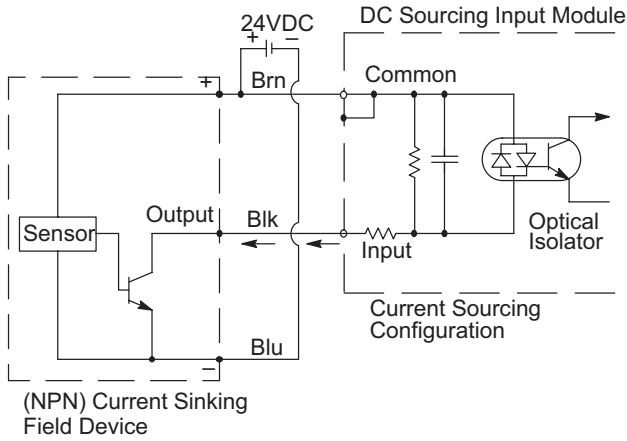 DC Sourcing Input Module
24VDC
+ −
+
Brn
Common
Output
Blk
Sensor
Input
Optical
Isolator
Current Sourcing
Configuration
Blu
−
(NPN) Current Sinking
Field Device